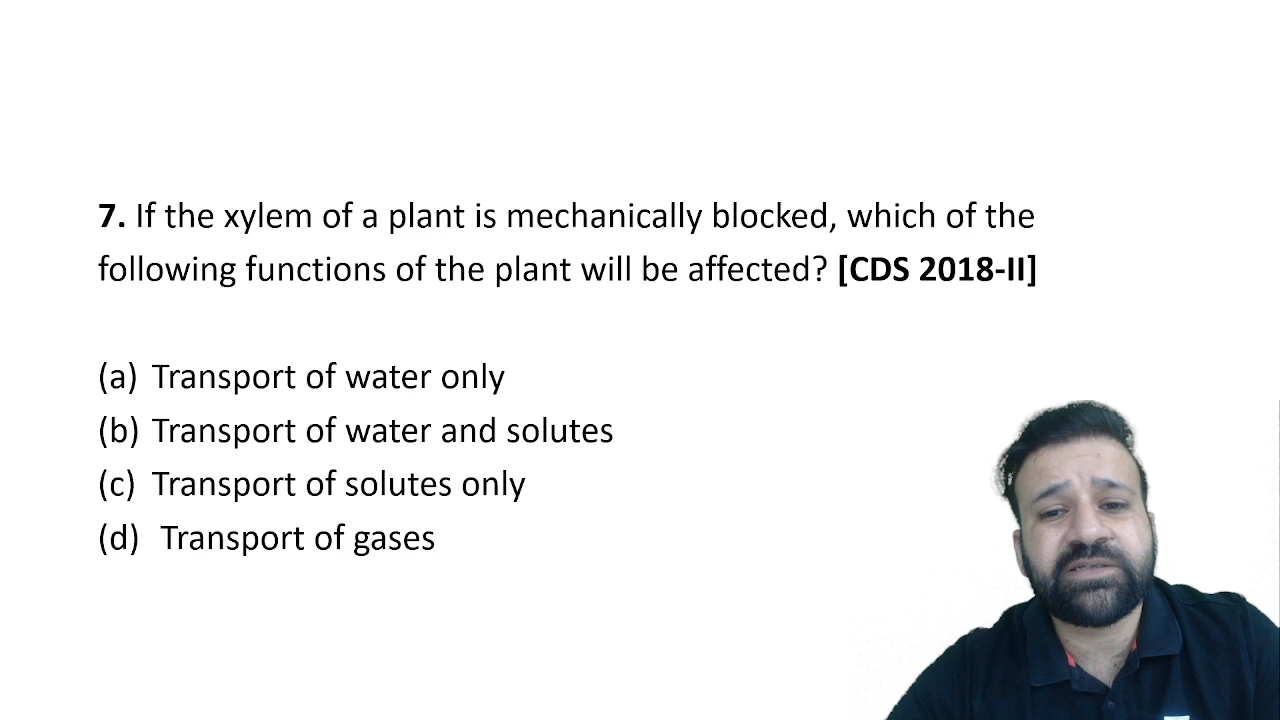 7. If the xylem of a plant is mechanically blocked, which of the
following functions of the plant will be affected? [CDS 2018-II]
(a) Transport of water only
(b) Transport of water and solutes
(c) Transport of solutes only
(d) Transport of gases